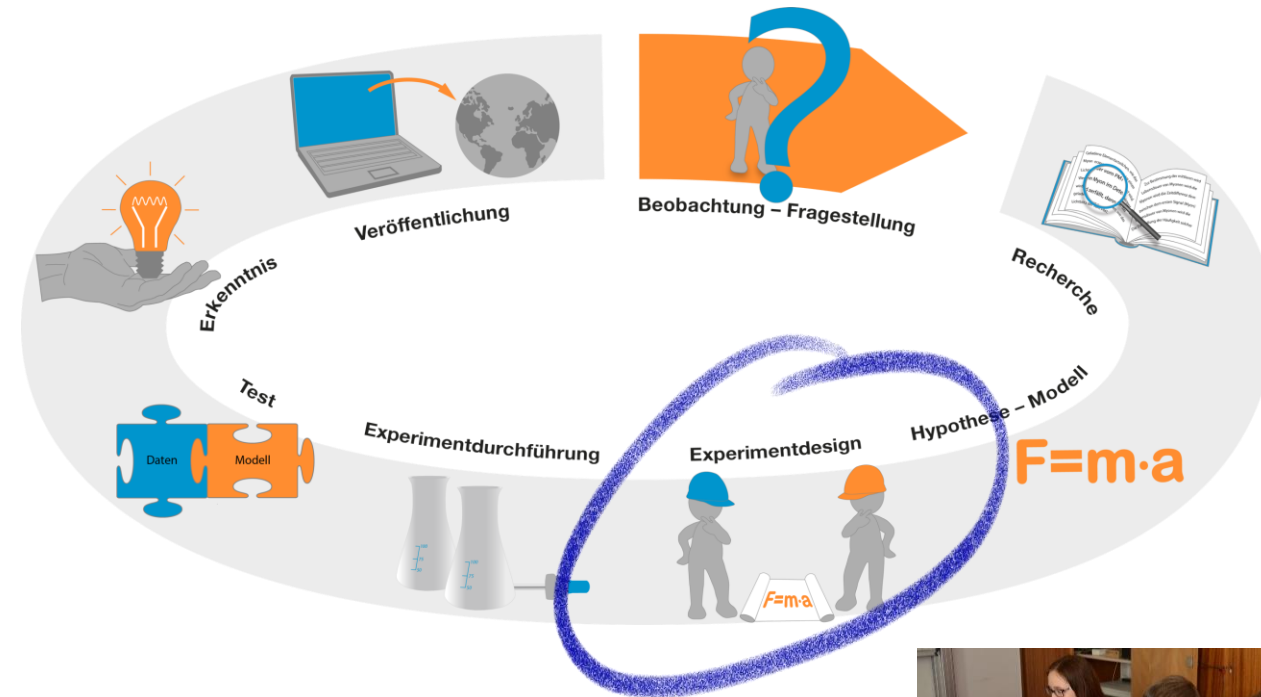 Veröffentlichung
Beobachtung – Fragestellung
Recherche
Erkenntnis
Hypothese – Modell
F=m·a
Test
Daten
Modell
Experimentdurchführung
Experimentdesign
F=m·a